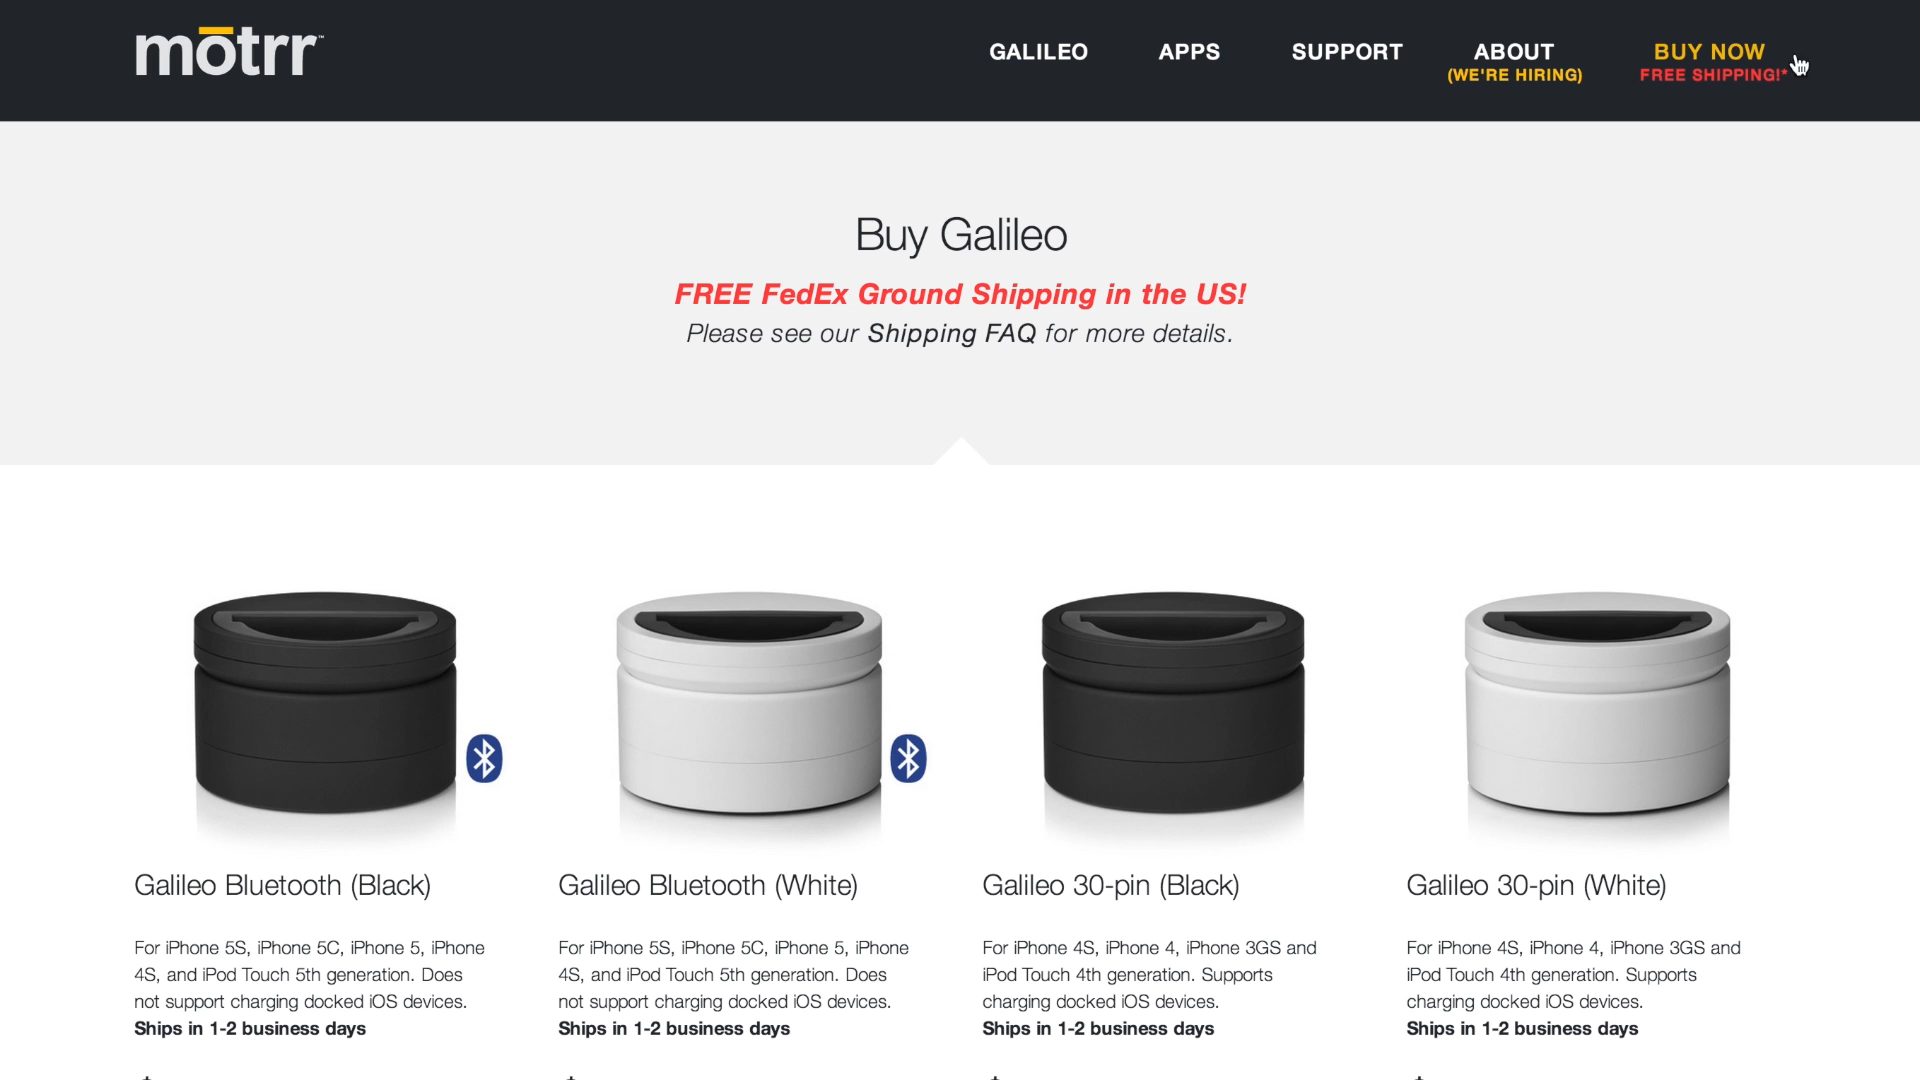 mōtrr™
GALILEO
APPS
SUPPORT
ABOUT
(WE'RE HIRING)
BUY NOW
FREE SHIPPING!*
Buy Galileo
FREE FedEx Ground Shipping in the US!
Please see our Shipping FAQ for more details.
Galileo Bluetooth (Black)
For iPhone 5S, iPhone 5C, iPhone 5, iPhone
4S, and iPod Touch 5th generation. Does
not support charging docked iOS devices.
Ships in 1-2 business days
Galileo Bluetooth (White)
For iPhone 5S, iPhone 5C, iPhone 5, iPhone
4S, and iPod Touch 5th generation. Does
not support charging docked iOS devices.
Ships in 1-2 business days
Galileo 30-pin (Black)
For iPhone 4S, iPhone 4, iPhone 3GS and
iPod Touch 4th generation. Supports
charging docked iOS devices.
Ships in 1-2 business days
Galileo 30-pin (White)
For iPhone 4S, iPhone 4, iPhone 3GS and
iPod Touch 4th generation. Supports
charging docked iOS devices.
Ships in 1-2 business days